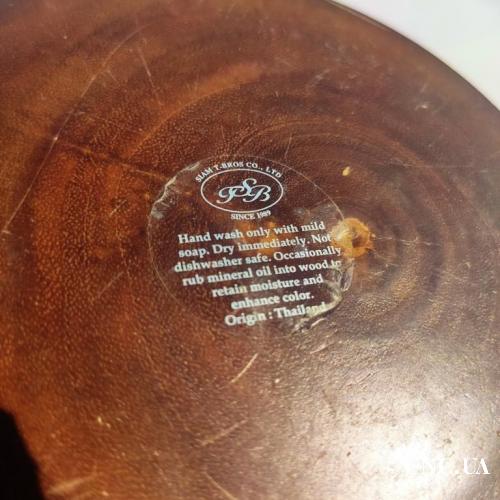 SIAM T-BROS CO., LTD
TSB
SINCE 1989
Hand wash only with mild
soap. Dry immediately. Not
dishwasher safe. Occasionally
rub mineral oil into wood to
retain moisture and
enhance color.
Origin : Thailand
.UA